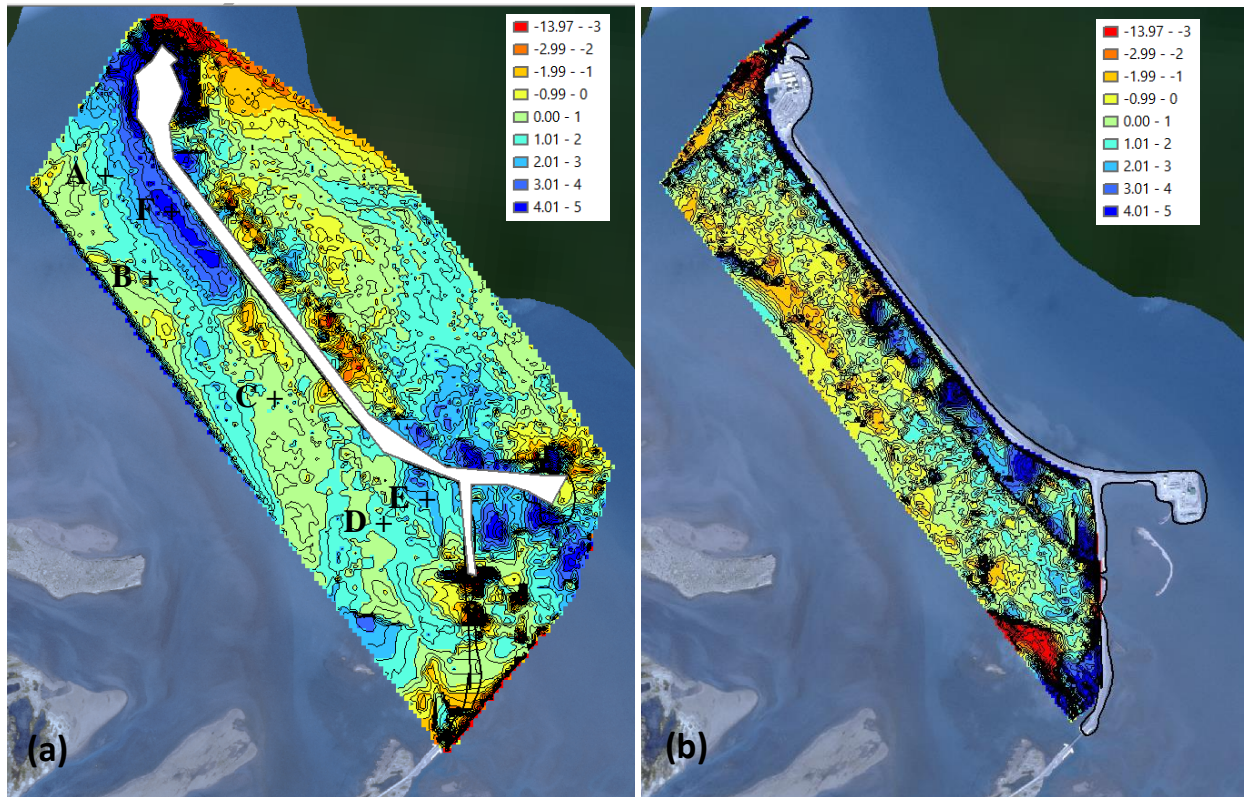 -13.97 - -3
-2.99 - -2
-1.99 - -1
-0.99 - 0
0.00 - 1
1.01 - 2
2.01 - 3
3.01 - 4
4.01 - 5
A +
F +
B +
C +
E +
D +
(a)
-13.97 - -3
-2.99 - -2
-1.99 - -1
-0.99 - 0
0.00 - 1
1.01 - 2
2.01 - 3
3.01 - 4
4.01 - 5
(b)